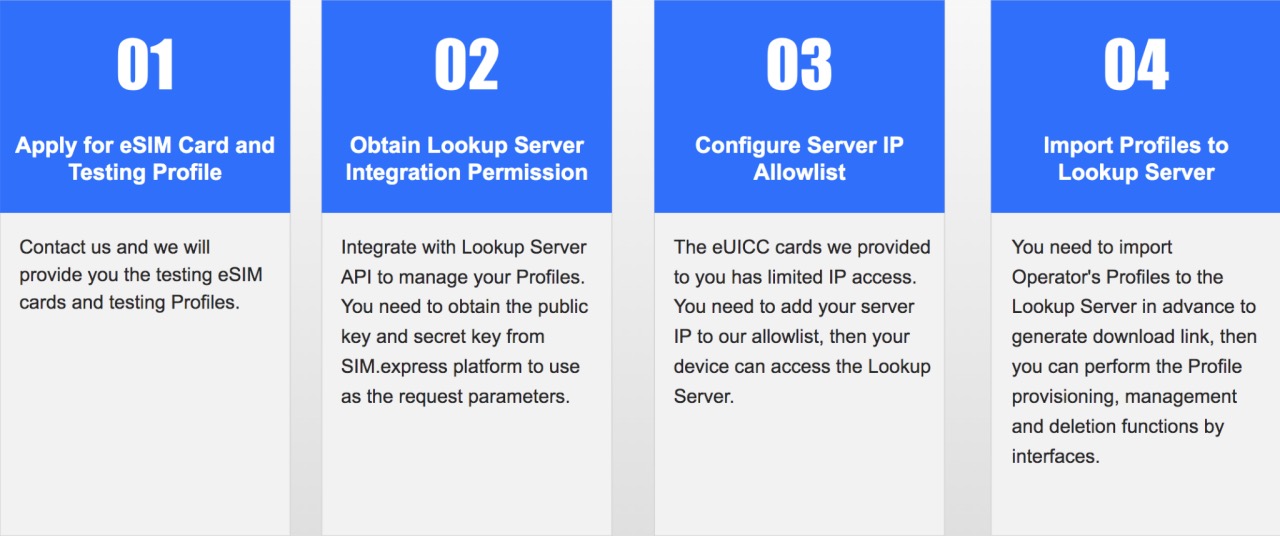 01
Apply for eSIM Card and
Testing Profile
Contact us and we will
provide you the testing eSIM
cards and testing Profiles.
02
Obtain Lookup Server
Integration Permission
Integrate with Lookup Server
API to manage your Profiles.
You need to obtain the public
key and secret key from
SIM.express platform to use
as the request parameters.
03
Configure Server IP
Allowlist
The eUICC cards we provided
to you has limited IP access.
You need to add your server
IP to our allowlist, then your
device can access the Lookup
Server.
04
Import Profiles to
Lookup Server
You need to import
Operator's Profiles to the
Lookup Server in advance to
generate download link, then
you can perform the Profile
provisioning, management
and deletion functions by
interfaces.